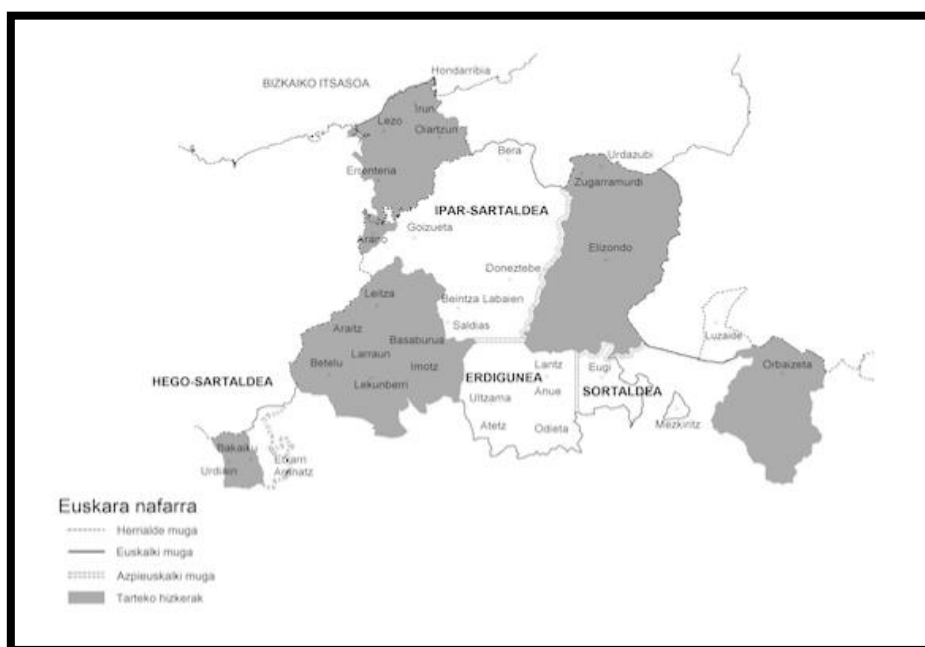 Hondarribia
BIZKAIKO ITSASOA
Irun
Lezo
Oiartzun
Bera
Urdazubi
Errenteria
Zugarramurdi
IPAR-SARTALDEA
Arano
Goizueta
Elizondo
Doneztebe
Leitza
Beintza Labaien
Araitz
Saldias
Basaburua
Luzaide
Larraun
Betelu
Imotz
Lantz
Eugi
Orbaizeta
HEGO-SARTALDEA
Lekunberri
ERDIGUNEA
Anue
SORTALDEA
Ultzama
Atetz
Odieta
Mezkiritz
Bakaiku
Etxarri
Urdiain
Aranatz
Euskara nafarra
Herrialde muga
Euskalki muga
Azpieuskalki muga
Tarteko hizkerak